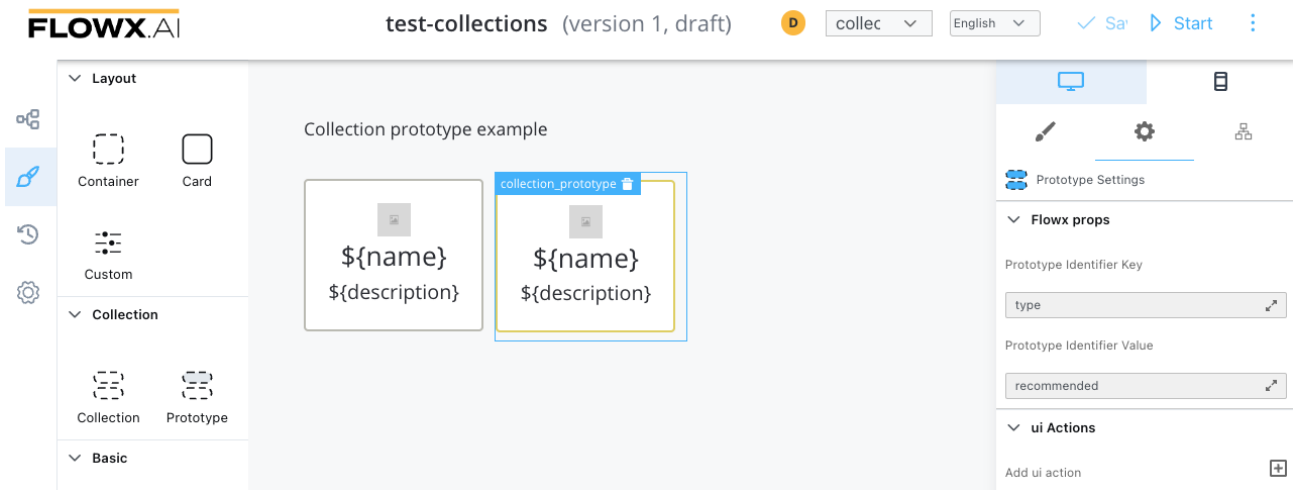 FLOWX.AI
test-collections (version 1, draft)
D
collec
English
Sa
Start
Layout
Container
Card
Custom
Collection
Collection
Prototype
Basic
Collection prototype example
${name}
${description}
collection_prototype
${name}
${description}
Prototype Settings
Flowx props
Prototype Identifier Key
type
Prototype Identifier Value
recommended
ui Actions
Add ui action